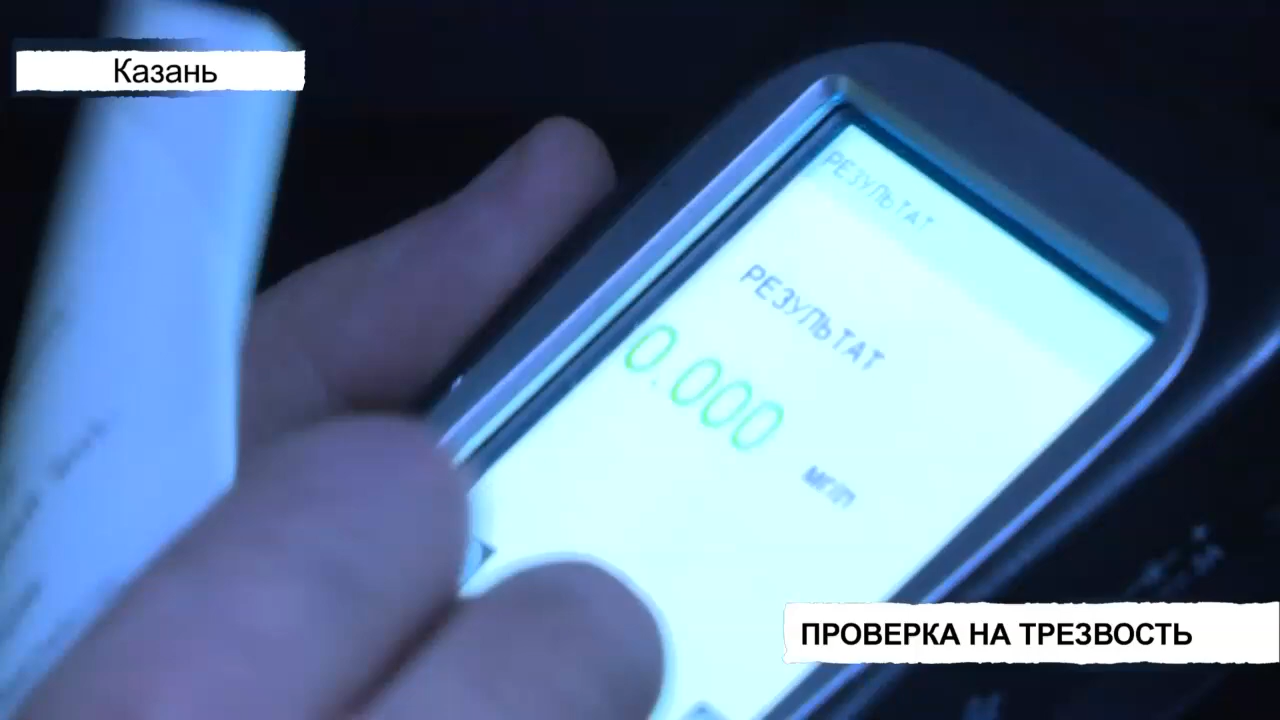 Казань
РЕЗУЛЬТАТ
РЕЗУЛЬТАТ
0.000
мг/л
ПРОВЕРКА НА ТРЕЗВОСТЬ